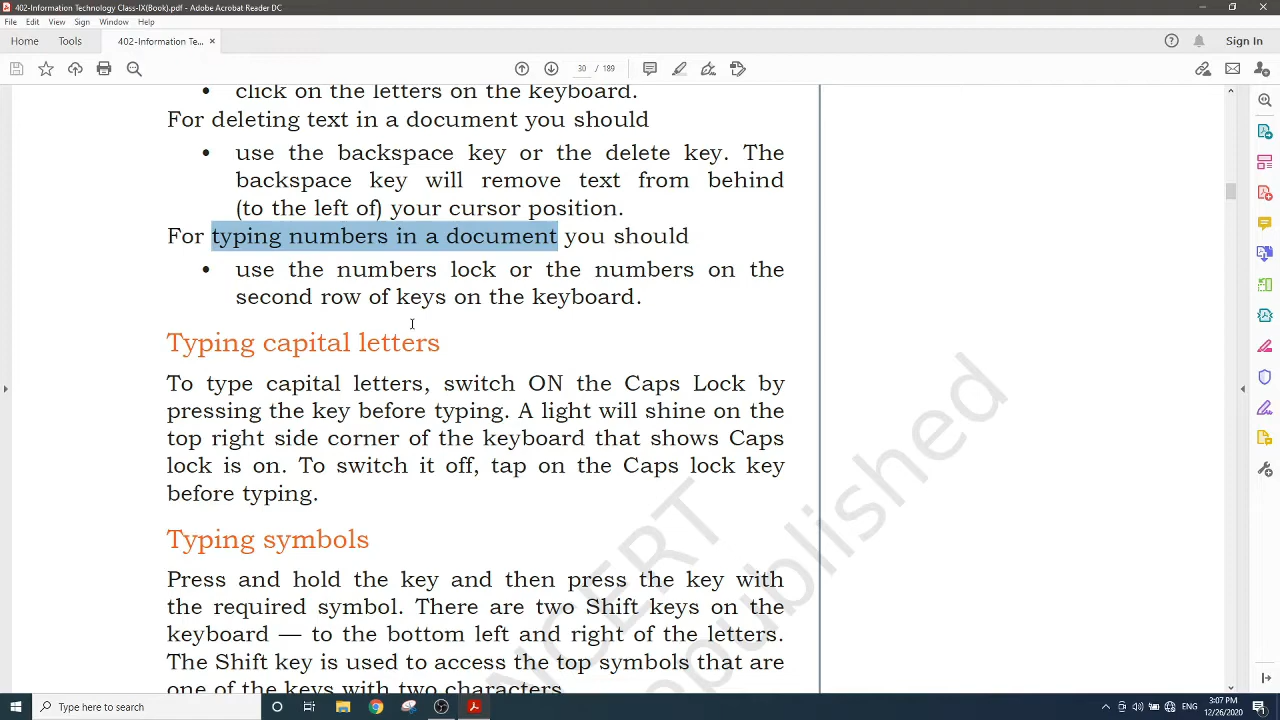 402-Information Technology Class-IX(Book).pdf - Adobe Acrobat Reader DC
File Edit View Sign Window Help
Home Tools 402-Information Te... × Sign In
30 / 189
• click on the letters on the keyboard.
For deleting text in a document you should
• use the backspace key or the delete key. The
backspace key will remove text from behind
(to the left of) your cursor position.
For typing numbers in a document you should
• use the numbers lock or the numbers on the
second row of keys on the keyboard.
Typing capital letters
To type capital letters, switch ON the Caps Lock by
pressing the key before typing. A light will shine on the
top right side corner of the keyboard that shows Caps
lock is on. To switch it off, tap on the Caps lock key
before typing.
Typing symbols
Press and hold the key and then press the key with
the required symbol. There are two Shift keys on the
keyboard — to the bottom left and right of the letters.
The Shift key is used to access the top symbols that are
one of the keys with two characters.
NCERT
republished
Type here to search
ENG
3:07 PM
12/26/2020
1